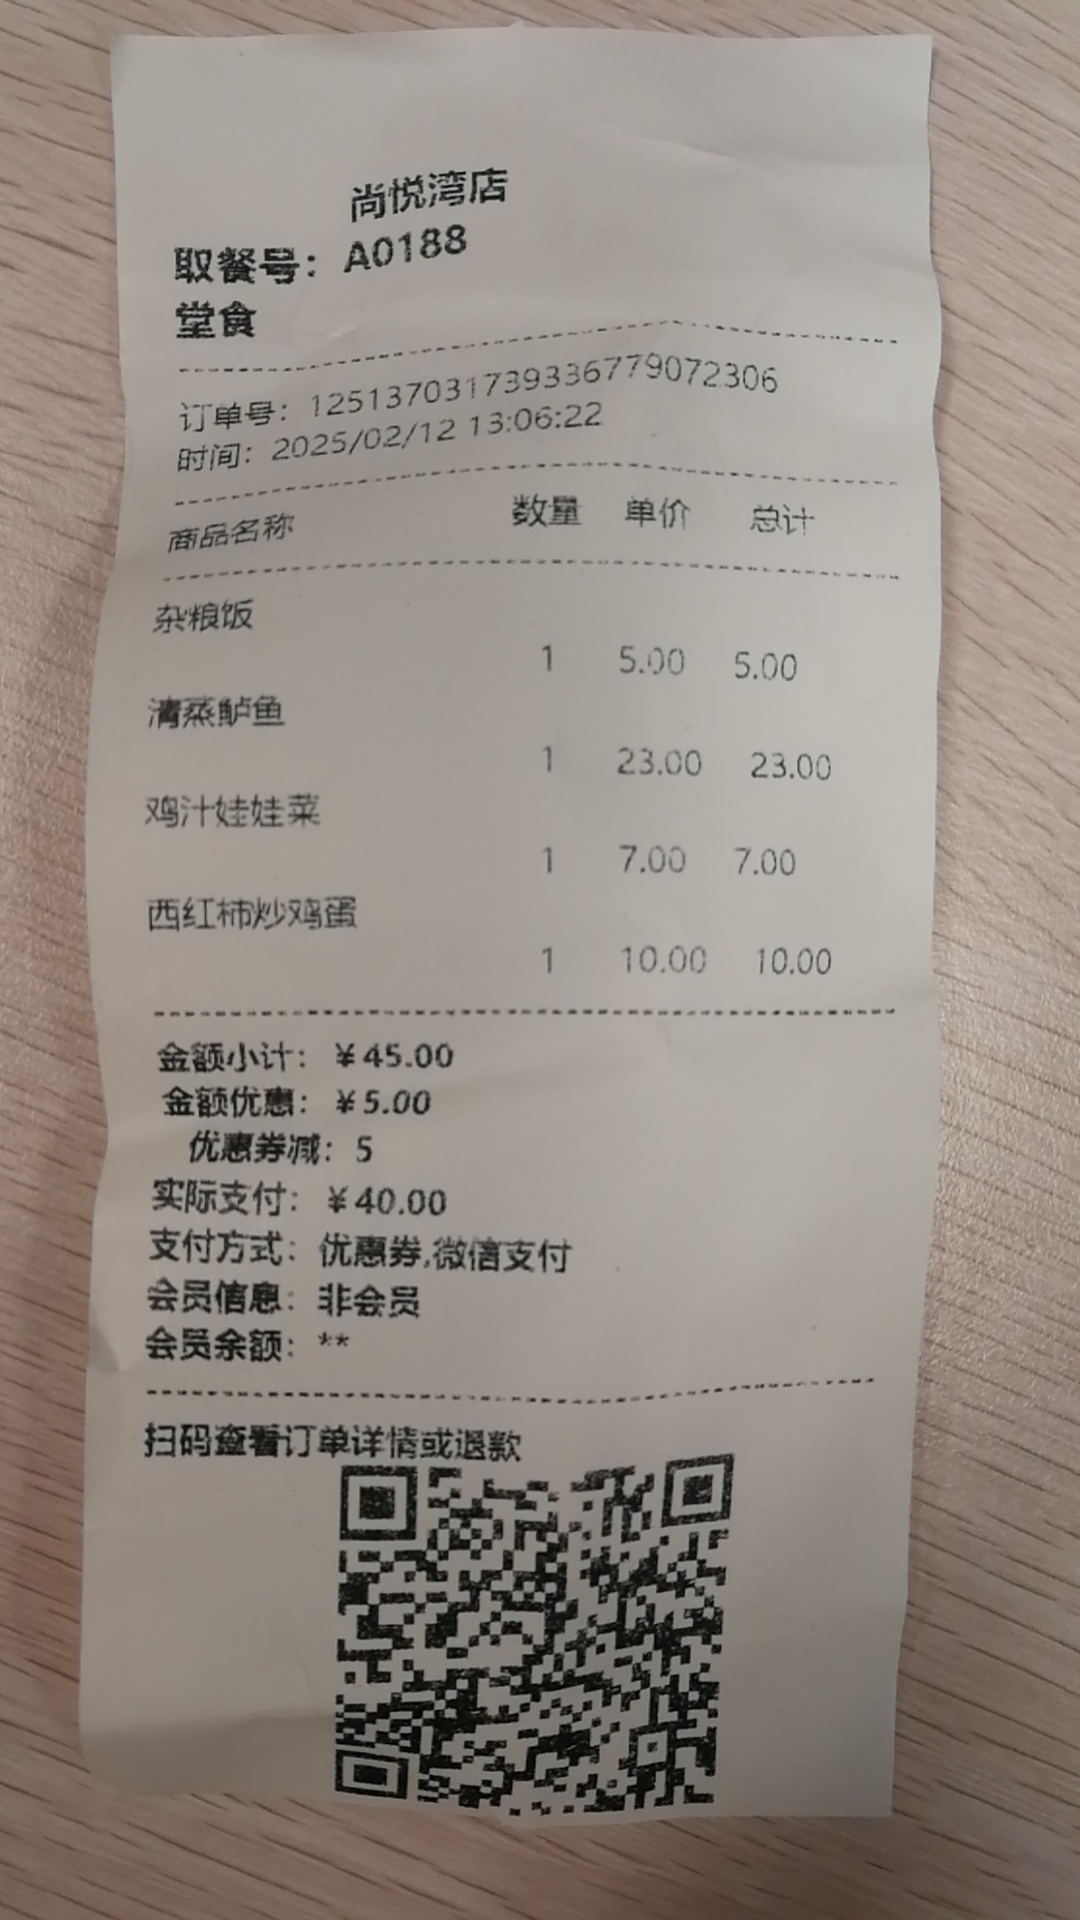 尚悦湾店
取餐号：A0188
堂食
订单号：12513703173933677907​2306
时间：2025/02/12 13:06:22
商品名称 数量 单价 总计
杂粮饭
1 5.00 5.00
清蒸鲈鱼
1 23.00 23.00
鸡汁娃娃菜
1 7.00 7.00
西红柿炒鸡蛋
1 10.00 10.00
金额小计：￥45.00
金额优惠：￥5.00
优惠券减：5
实际支付：￥40.00
支付方式：优惠券,微信支付
会员信息：非会员
会员余额：**
扫码查看订单详情或退款